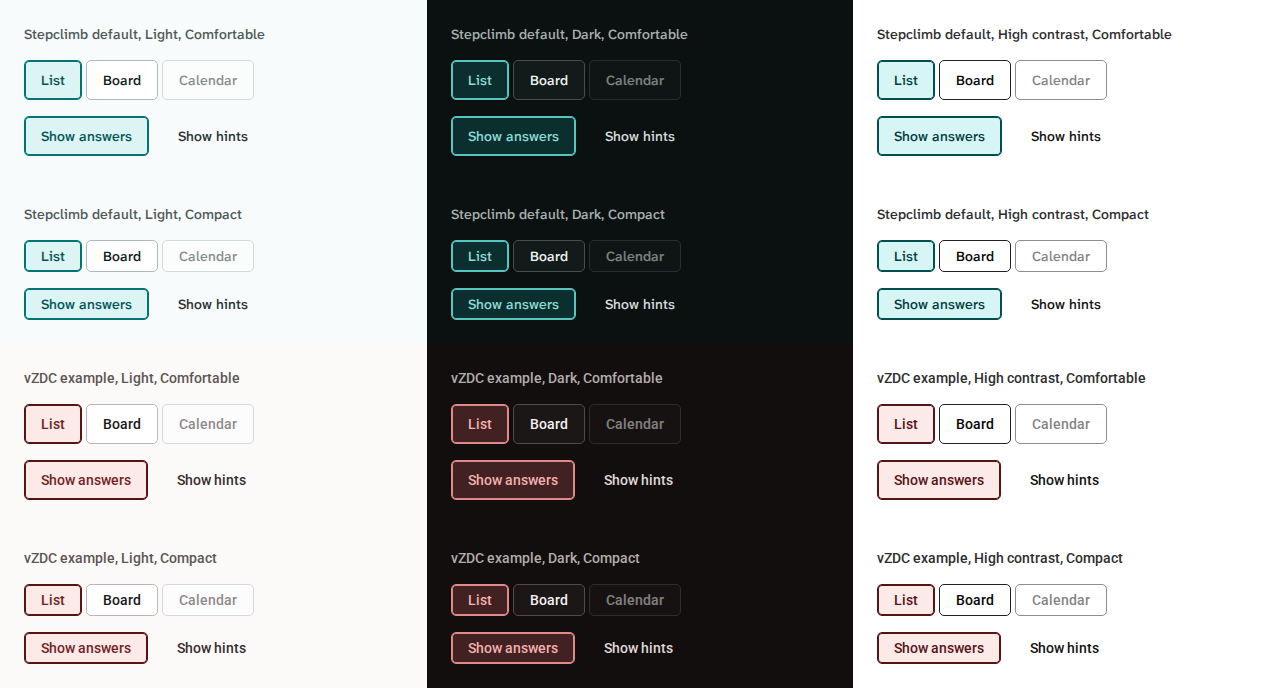 Stepclimb default, Light, Comfortable
List Board Calendar
Show answers Show hints
Stepclimb default, Dark, Comfortable
List Board Calendar
Show answers Show hints
Stepclimb default, High contrast, Comfortable
List Board Calendar
Show answers Show hints
Stepclimb default, Light, Compact
List Board Calendar
Show answers Show hints
Stepclimb default, Dark, Compact
List Board Calendar
Show answers Show hints
Stepclimb default, High contrast, Compact
List Board Calendar
Show answers Show hints
vZDC example, Light, Comfortable
List Board Calendar
Show answers Show hints
vZDC example, Dark, Comfortable
List Board Calendar
Show answers Show hints
vZDC example, High contrast, Comfortable
List Board Calendar
Show answers Show hints
vZDC example, Light, Compact
List Board Calendar
Show answers Show hints
vZDC example, Dark, Compact
List Board Calendar
Show answers Show hints
vZDC example, High contrast, Compact
List Board Calendar
Show answers Show hints